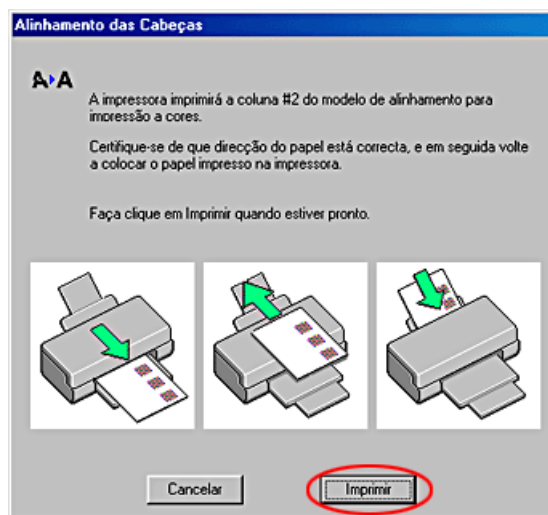 Alinhamento das Cabeças
A A
A impressora imprimirá a coluna #2 do modelo de alinhamento para
impressão a cores.
Certifique-se de que direcção do papel está correcta, e em seguida volte
a colocar o papel impresso na impressora.
Faça clique em Imprimir quando estiver pronto.
Cancelar
Imprimir